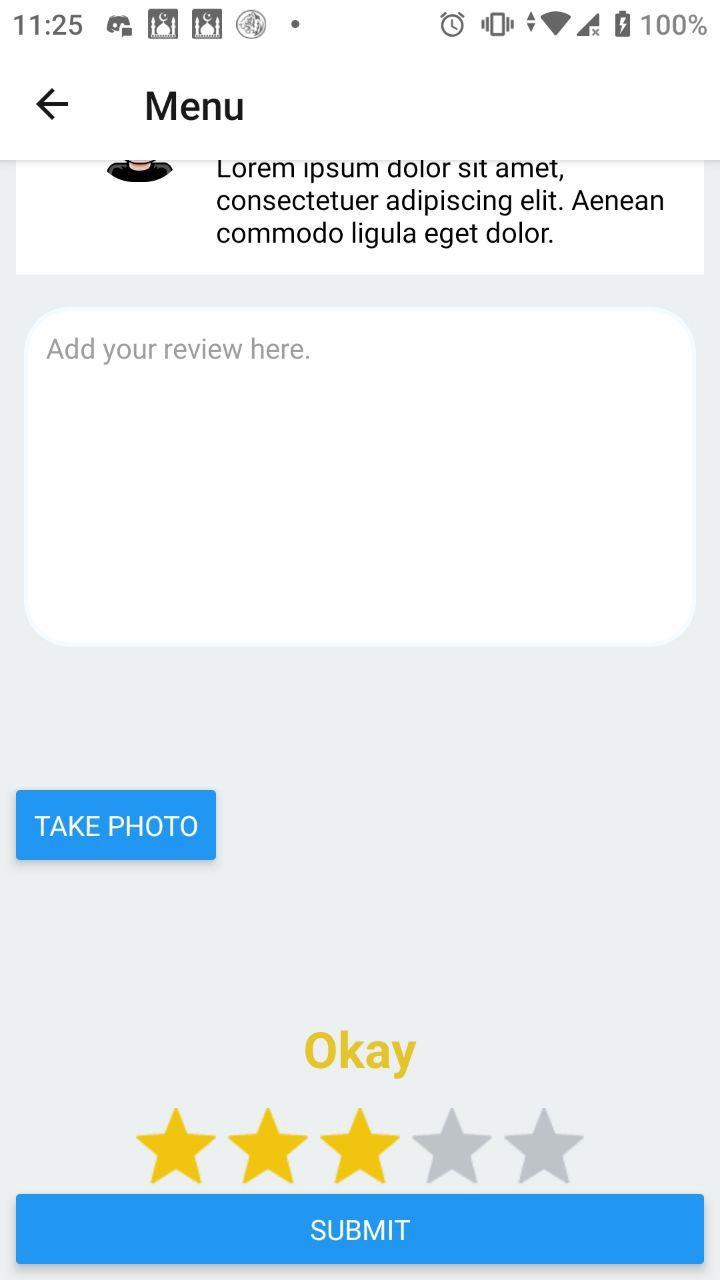 11:25
100%
Menu
Lorem ipsum dolor sit amet,
consectetuer adipiscing elit. Aenean
commodo ligula eget dolor.
Add your review here.
TAKE PHOTO
Okay
SUBMIT